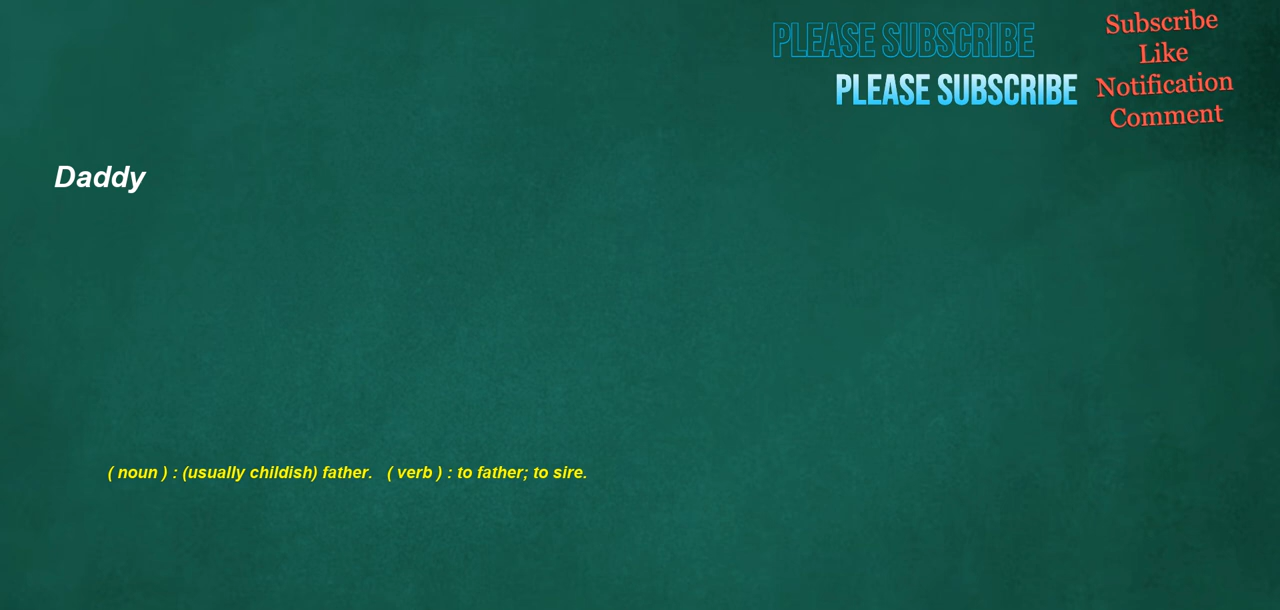 PLEASE SUBSCRIBE
PLEASE SUBSCRIBE
Subscribe
Like
Notification
Comment
Daddy
( noun ) : (usually childish) father.   ( verb ) : to father; to sire.